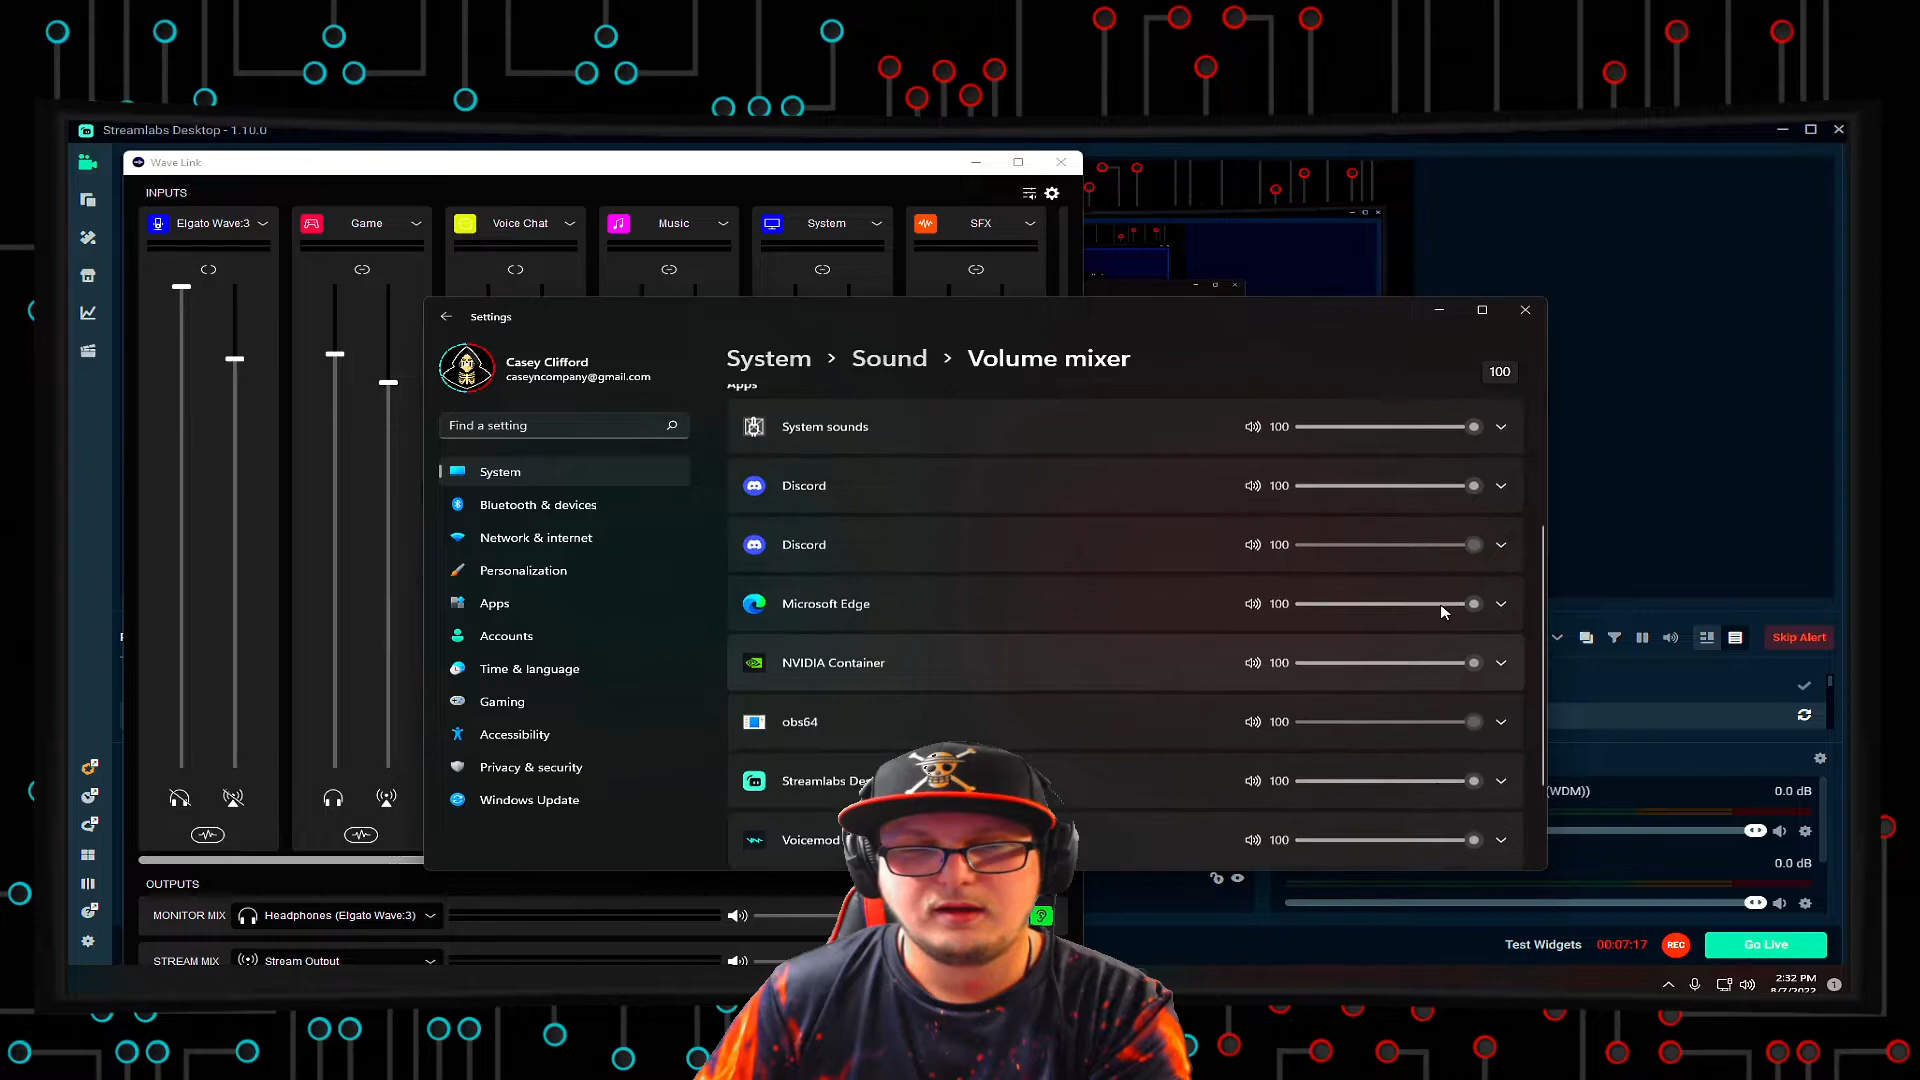 Streamlabs Desktop - 1.10.0
Wave Link
INPUTS
Elgato Wave:3
Game
Voice Chat
Music
System
SFX
Settings
Casey Clifford
caseyncompany@gmail.com
System > Sound > Volume mixer
100
Apps
Find a setting
System
Bluetooth & devices
Network & internet
Personalization
Apps
Accounts
Time & language
Gaming
Accessibility
Privacy & security
Windows Update
System sounds 100
Discord 100
Discord 100
Microsoft Edge 100
NVIDIA Container 100
obs64 100
Streamlabs De 100
Voicemod 100
Skip Alert
(WDM)) 0.0 dB
0.0 dB
OUTPUTS
MONITOR MIX Headphones (Elgato Wave:3)
STREAM MIX Stream Output
Test Widgets 00:07:17 REC Go Live
2:32 PM
8/7/2022
1